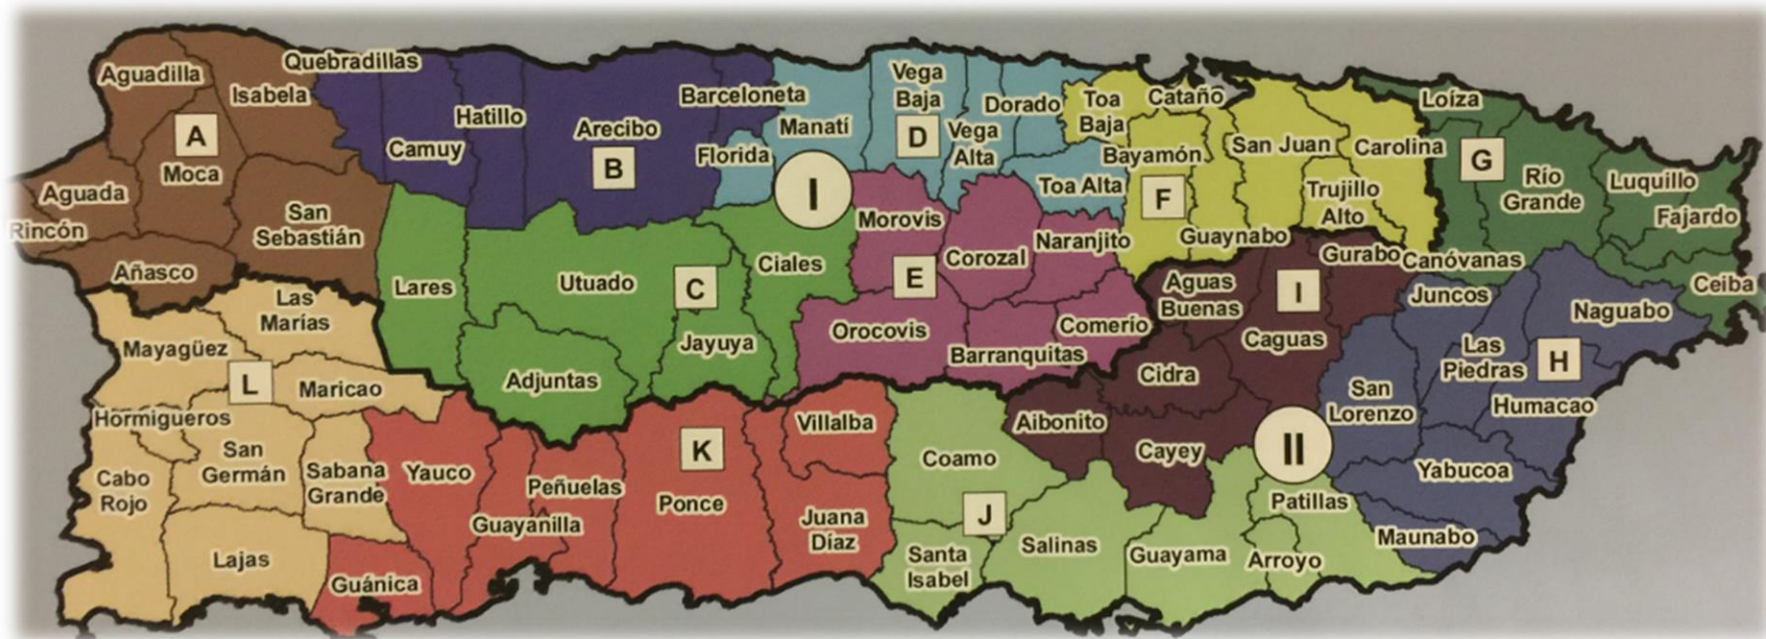 Aguadilla
Isabela
Quebradillas
A
Moca
Aguada
Rincón
San
Sebastián
Añasco
Camuy
Hatillo
Arecibo
B
Barceloneta
Florida
Manatí
I
Vega
Baja
D
Vega
Alta
Dorado
Toa Alta
Toa
Baja
Cataño
Bayamón
F
San Juan
Carolina
Trujillo
Alto
Guaynabo
Loíza
G
Río
Grande
Luquillo
Fajardo
Canóvanas
Ceiba
Lares
Utuado
C
Ciales
Jayuya
Adjuntas
Morovis
Corozal
Naranjito
E
Orocovis
Comerío
Barranquitas
Aguas
Buenas
I
Gurabo
Caguas
Cidra
Aibonito
Cayey
Juncos
Naguabo
Las
Piedras
H
San
Lorenzo
Humacao
Yabucoa
Maunabo
II
Las
Marías
Mayagüez
L
Maricao
Hormigueros
San
Germán
Cabo
Rojo
Sabana
Grande
Lajas
Yauco
Guánica
Guayanilla
Peñuelas
K
Ponce
Villalba
Juana
Díaz
Coamo
J
Santa
Isabel
Salinas
Guayama
Arroyo
Patillas